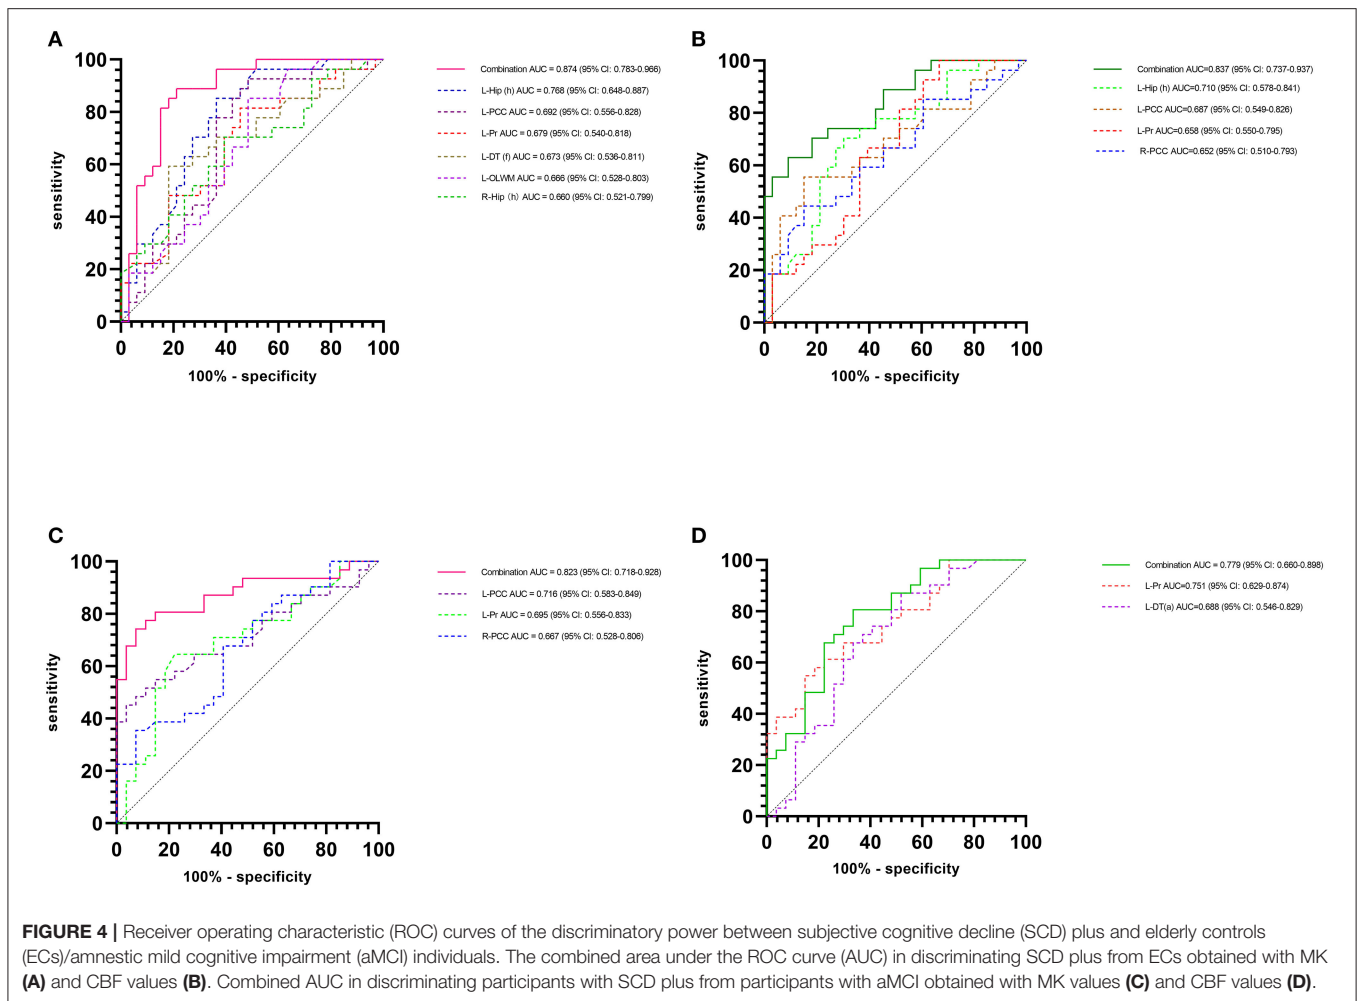 A
100
80
60
40
20
0
sensitivity
0 20 40 60 80 100
100% - specificity
Combination AUC = 0.874 (95% CI: 0.783-0.966)
L-Hip (h) AUC = 0.768 (95% CI: 0.648-0.887)
L-PCC AUC = 0.692 (95% CI: 0.556-0.828)
L-Pr AUC = 0.679 (95% CI: 0.540-0.818)
L-DT (f) AUC = 0.673 (95% CI: 0.536-0.811)
L-OLWM AUC = 0.666 (95% CI: 0.528-0.803)
R-Hip (h) AUC = 0.660 (95% CI: 0.521-0.799)
B
100
80
60
40
20
0
sensitivity
0 20 40 60 80 100
100% - specificity
Combination AUC=0.837 (95% CI: 0.737-0.937)
L-Hip (h) AUC=0.710 (95% CI: 0.578-0.841)
L-PCC AUC=0.687 (95% CI: 0.549-0.826)
L-Pr AUC=0.658 (95% CI: 0.550-0.795)
R-PCC AUC=0.652 (95% CI: 0.510-0.793)
C
100
80
60
40
20
0
sensitivity
0 20 40 60 80 100
100% - specificity
Combination AUC = 0.823 (95% CI: 0.718-0.928)
L-PCC AUC = 0.716 (95% CI: 0.583-0.849)
L-Pr AUC = 0.695 (95% CI: 0.556-0.833)
R-PCC AUC = 0.667 (95% CI: 0.528-0.806)
D
100
80
60
40
20
0
sensitivity
0 20 40 60 80 100
100% - specificity
Combination AUC = 0.779 (95% CI: 0.660-0.898)
L-Pr AUC=0.751 (95% CI: 0.629-0.874)
L-DT(a) AUC=0.688 (95% CI: 0.546-0.829)
FIGURE 4 | Receiver operating characteristic (ROC) curves of the discriminatory power between subjective cognitive decline (SCD) plus and elderly controls
(ECs)/amnestic mild cognitive impairment (aMCI) individuals. The combined area under the ROC curve (AUC) in discriminating SCD plus from ECs obtained with MK
(A) and CBF values (B). Combined AUC in discriminating participants with SCD plus from participants with aMCI obtained with MK values (C) and CBF values (D).